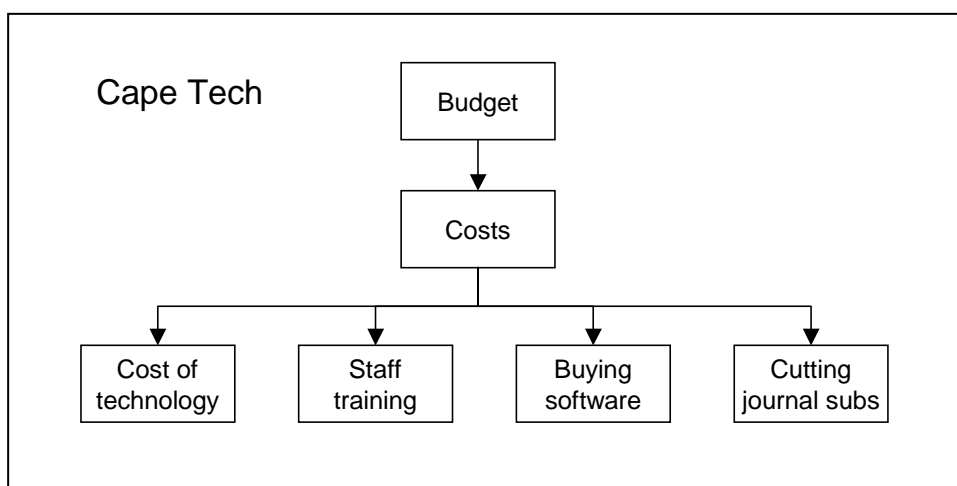 Cape Tech
Budget
Costs
Cost of
technology
Staff
training
Buying
software
Cutting
journal subs